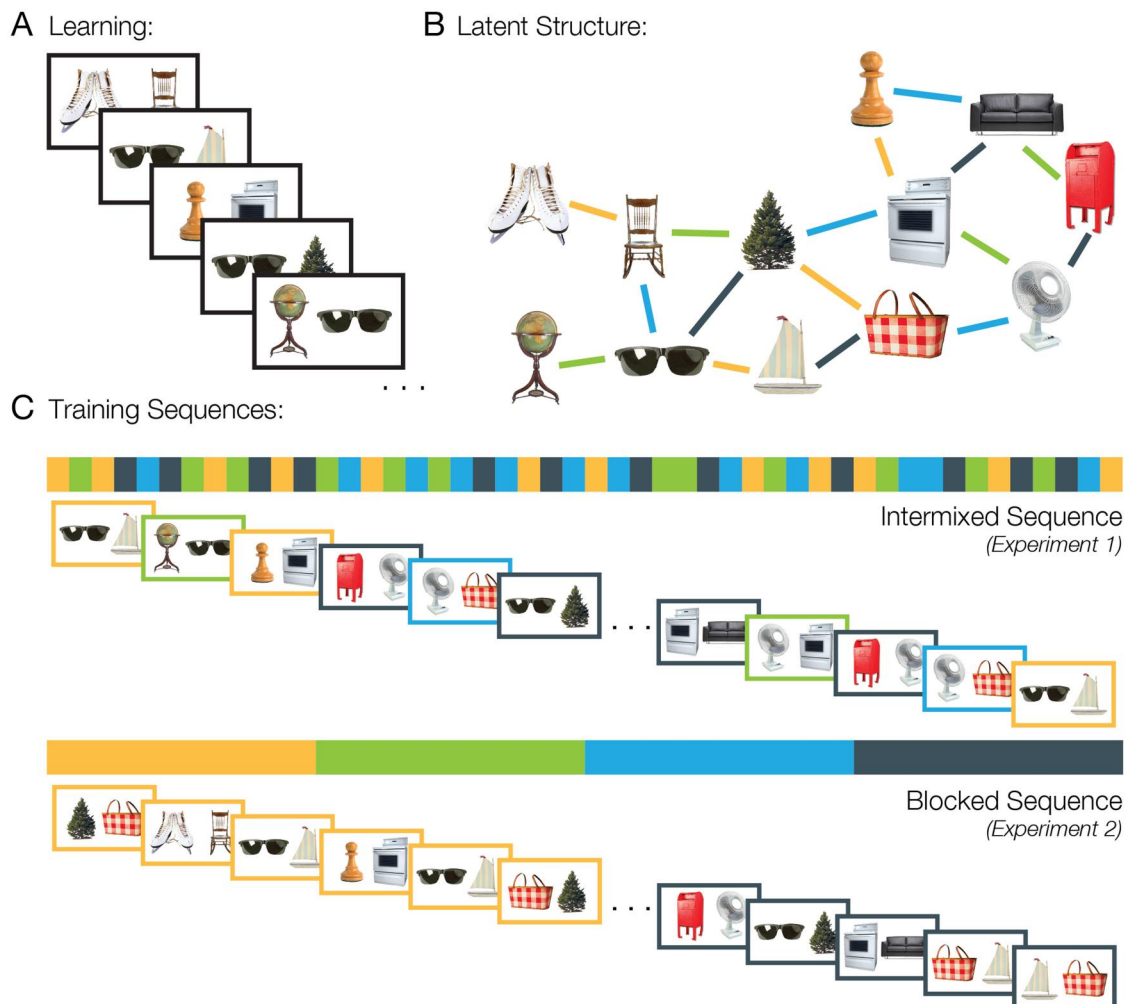 A Learning:
B Latent Structure:
. . .
C Training Sequences:
Intermixed Sequence
(Experiment 1)
. . .
Blocked Sequence
(Experiment 2)
. . .